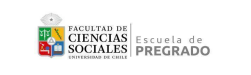 FACULTAD DE
CIENCIAS
SOCIALES
UNIVERSIDAD DE CHILE
Escuela de
PREGRADO